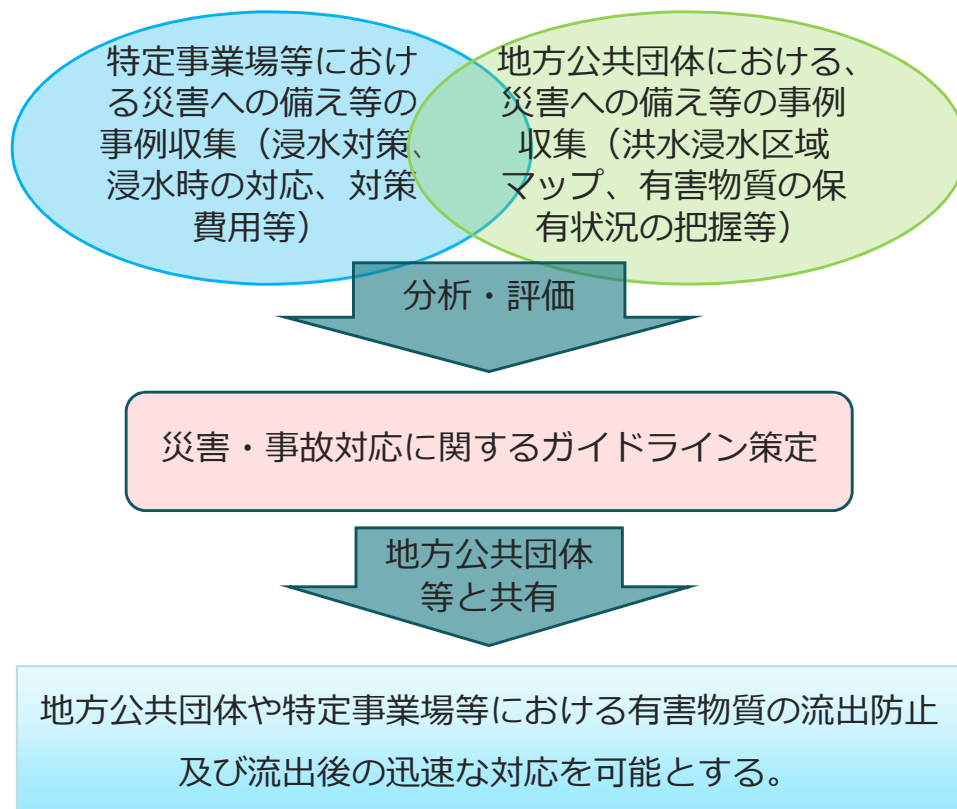 特定事業場等におけ
る災害への備え等の
事例収集（浸水対策、
浸水時の対応、対策
費用等）
地方公共団体における、
災害への備え等の事例
収集（洪水浸水区域
マップ、有害物質の保
有状況の把握等）
分析・評価
災害・事故対応に関するガイドライン策定
地方公共団体
等と共有
地方公共団体や特定事業場等における有害物質の流出防止
及び流出後の迅速な対応を可能とする。